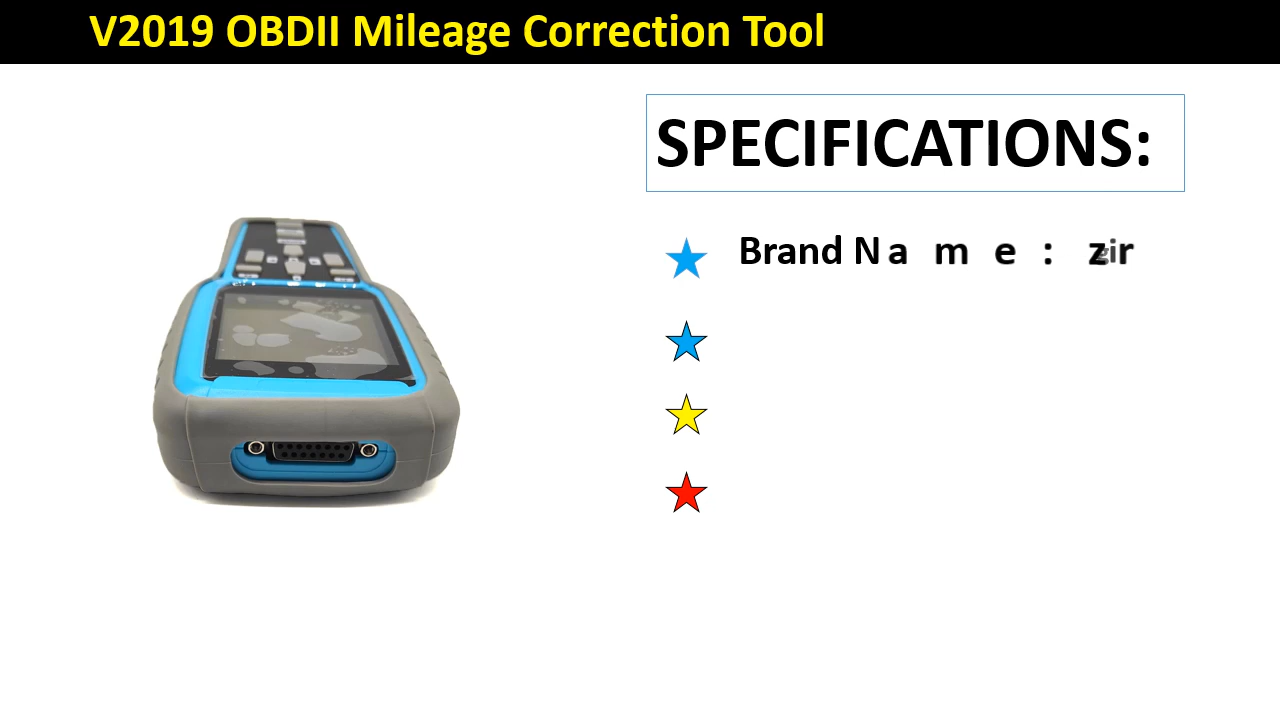 V2019 OBDII Mileage Correction Tool
SPECIFICATIONS:
Brand Name: